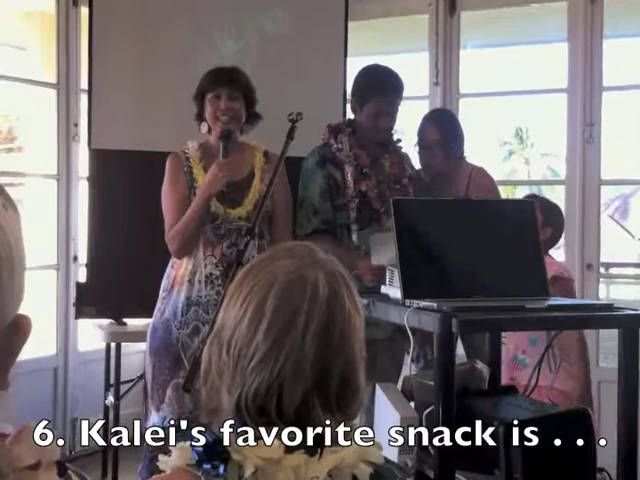 6. Kalei's favorite snack is . . .